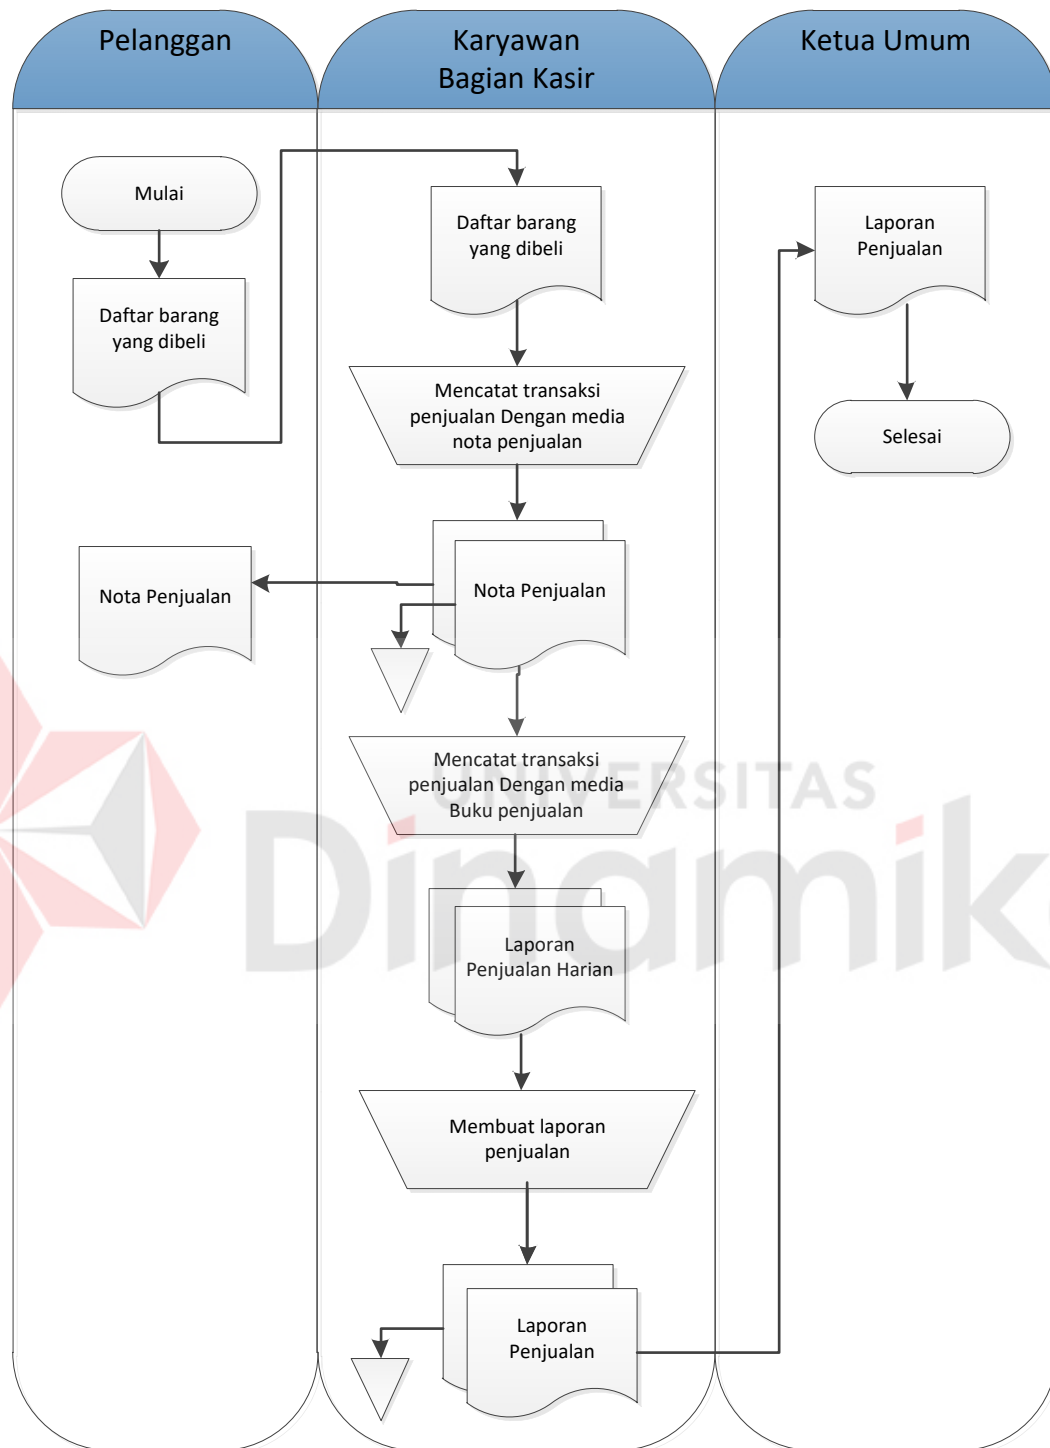 Pelanggan
Karyawan
Bagian Kasir
Ketua Umum
Mulai
Daftar barang
yang dibeli
Daftar barang
yang dibeli
Laporan
Penjualan
Mencatat transaksi
penjualan Dengan media
nota penjualan
Selesai
Nota Penjualan
Nota Penjualan
Mencatat transaksi
penjualan Dengan media
Buku penjualan
UNIVERSITAS
Dinamika
Laporan
Penjualan Harian
Membuat laporan
penjualan
Laporan
Penjualan